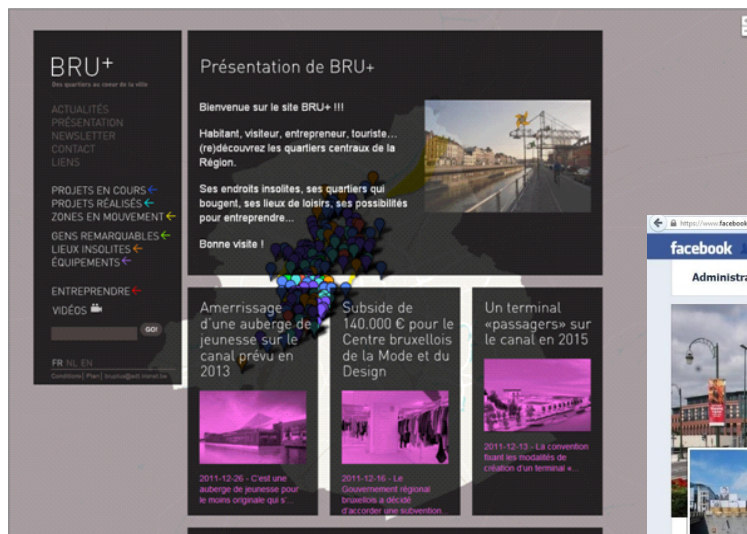 BRU+
Des quartiers au coeur de la ville
ACTUALITÉS
PRÉSENTATION
NEWSLETTER
CONTACT
LIENS
PROJETS EN COURS
PROJETS RÉALISÉS
ZONES EN MOUVEMENT
GENS REMARQUABLES
LIEUX INSOLITES
ÉQUIPEMENTS
ENTREPRENDRE
VIDÉOS
GO!
FR NL EN
Conditions | Plan |
Présentation de BRU+
Bienvenue sur le site BRU+ !!!
Habitant, visiteur, entrepreneur, touriste...
(re)découvrez les quartiers centraux de la
Région.
Ses endroits insolites, ses quartiers qui
bougent, ses lieux de loisirs, ses possibilités
pour entreprendre...
Bonne visite !
Amerrissage
d'une auberge de
jeunesse sur le
canal prévu en
2013
2011-12-26 - C'est une
auberge de jeunesse pour
le moins originale qui s'...
Subside de
140.000 € pour le
Centre bruxellois
de la Mode et du
Design
2011-12-16 - Le
Gouvernement régional
bruxellois a décidé
d'accorder une subvention...
Un terminal
«passagers» sur
le canal en 2015
2011-12-13 - La convention
fixant les modalités de
création d'un terminal «...
https://www.facebook
facebook
Administra